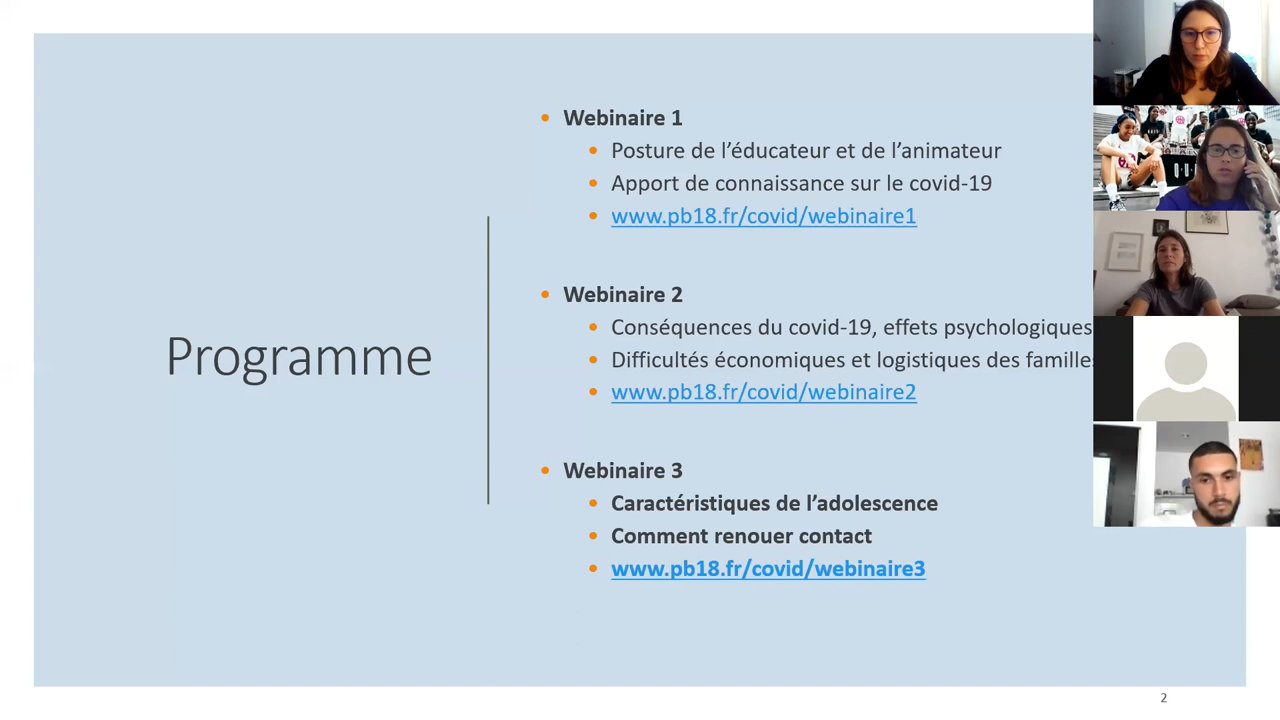 Programme
Webinaire 1
Posture de l’éducateur et de l’animateur
Apport de connaissance sur le covid-19
www.pb18.fr/covid/webinaire1
Webinaire 2
Conséquences du covid-19, effets psychologiques
Difficultés économiques et logistiques des familles
www.pb18.fr/covid/webinaire2
Webinaire 3
Caractéristiques de l’adolescence
Comment renouer contact
www.pb18.fr/covid/webinaire3
2